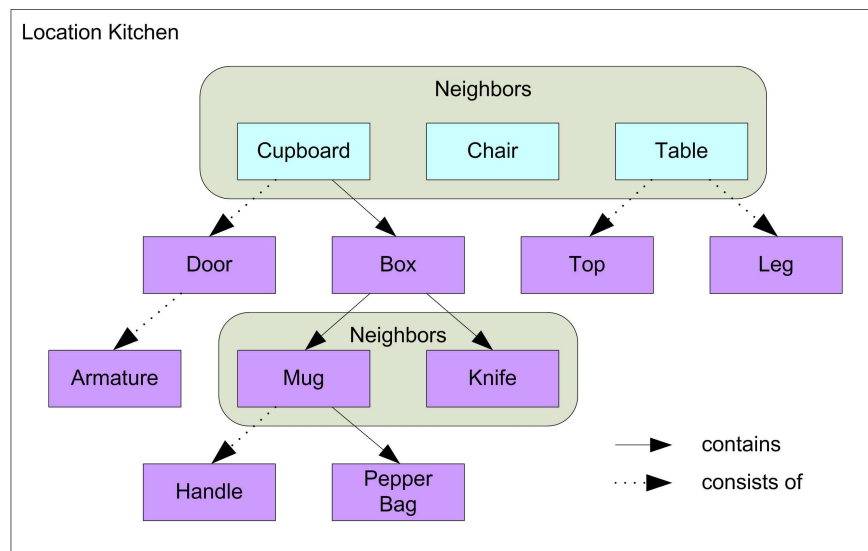 Location Kitchen
Neighbors
Cupboard
Chair
Table
Door
Box
Top
Leg
Neighbors
Armature
Mug
Knife
contains
Handle
Pepper
Bag
consists of